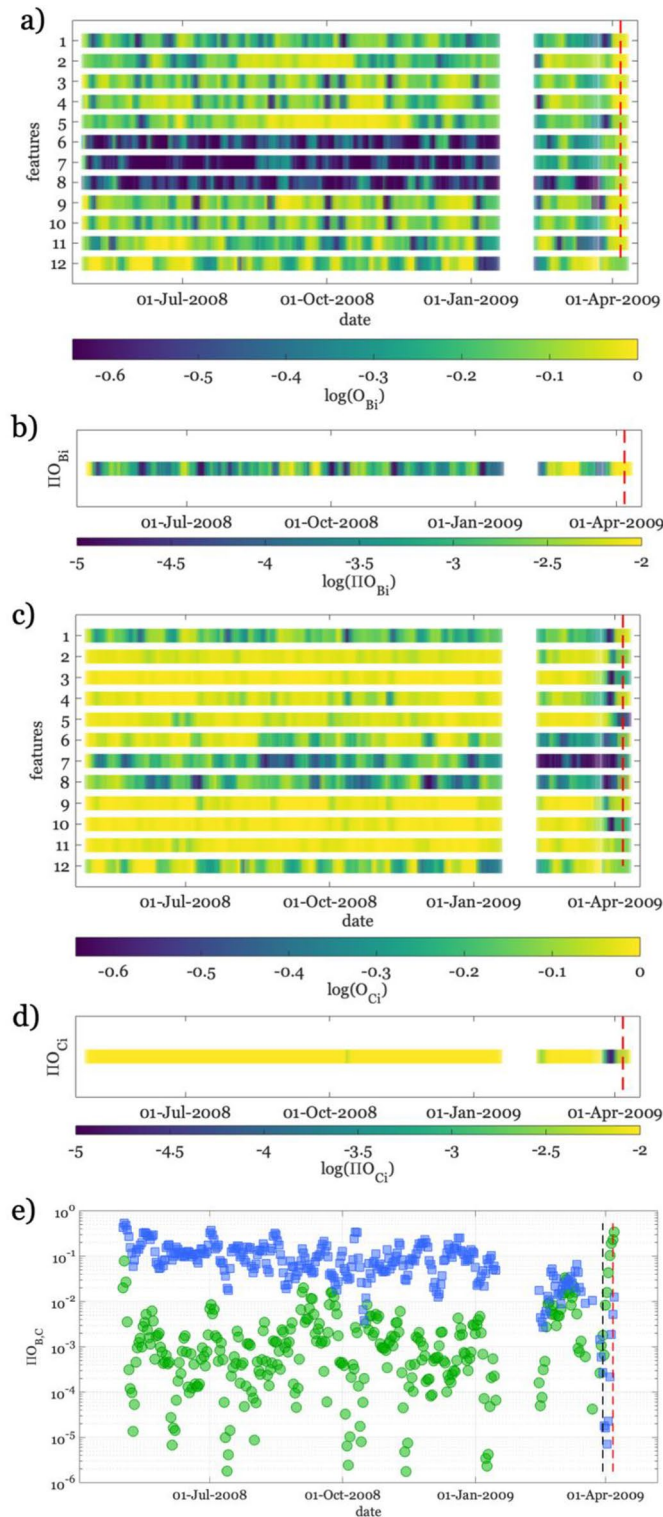 a)
1
2
3
4
5
6
7
8
9
10
11
12
features
01-Jul-2008 01-Oct-2008 01-Jan-2009 01-Apr-2009
date
-0.6 -0.5 -0.4 -0.3 -0.2 -0.1 0
log(O_Bi)
b)
ΠO_Bi
01-Jul-2008 01-Oct-2008 01-Jan-2009 01-Apr-2009
-5 -4.5 -4 -3.5 -3 -2.5 -2
log(ΠO_Bi)
c)
1
2
3
4
5
6
7
8
9
10
11
12
features
01-Jul-2008 01-Oct-2008 01-Jan-2009 01-Apr-2009
date
-0.6 -0.5 -0.4 -0.3 -0.2 -0.1 0
log(O_Ci)
d)
ΠO_Ci
01-Jul-2008 01-Oct-2008 01-Jan-2009 01-Apr-2009
-5 -4.5 -4 -3.5 -3 -2.5 -2
log(ΠO_Ci)
e)
10^0
10^-1
10^-2
10^-3
10^-4
10^-5
10^-6
ΠO_B,C
01-Jul-2008 01-Oct-2008 01-Jan-2009 01-Apr-2009
date